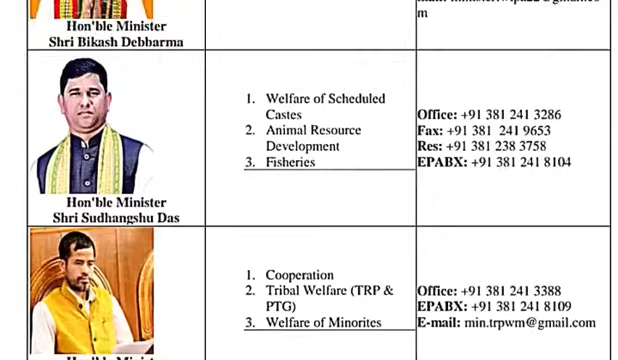 Hon'ble Minister
Shri Bikash Debbarma
m
Hon'ble Minister
Shri Sudhangshu Das
1. Welfare of Scheduled
Castes
2. Animal Resource
Development
3. Fisheries
Office: +91 381 241 3286
Fax: +91 381 241 9653
Res: +91 381 238 3758
EPABX: +91 381 241 8104
1. Cooperation
2. Tribal Welfare (TRP &
PTG)
3. Welfare of Minorites
Office: +91 381 241 3388
EPABX: +91 381 241 8109
E-mail: min.trpwm@gmail.com
Hon'ble Minister